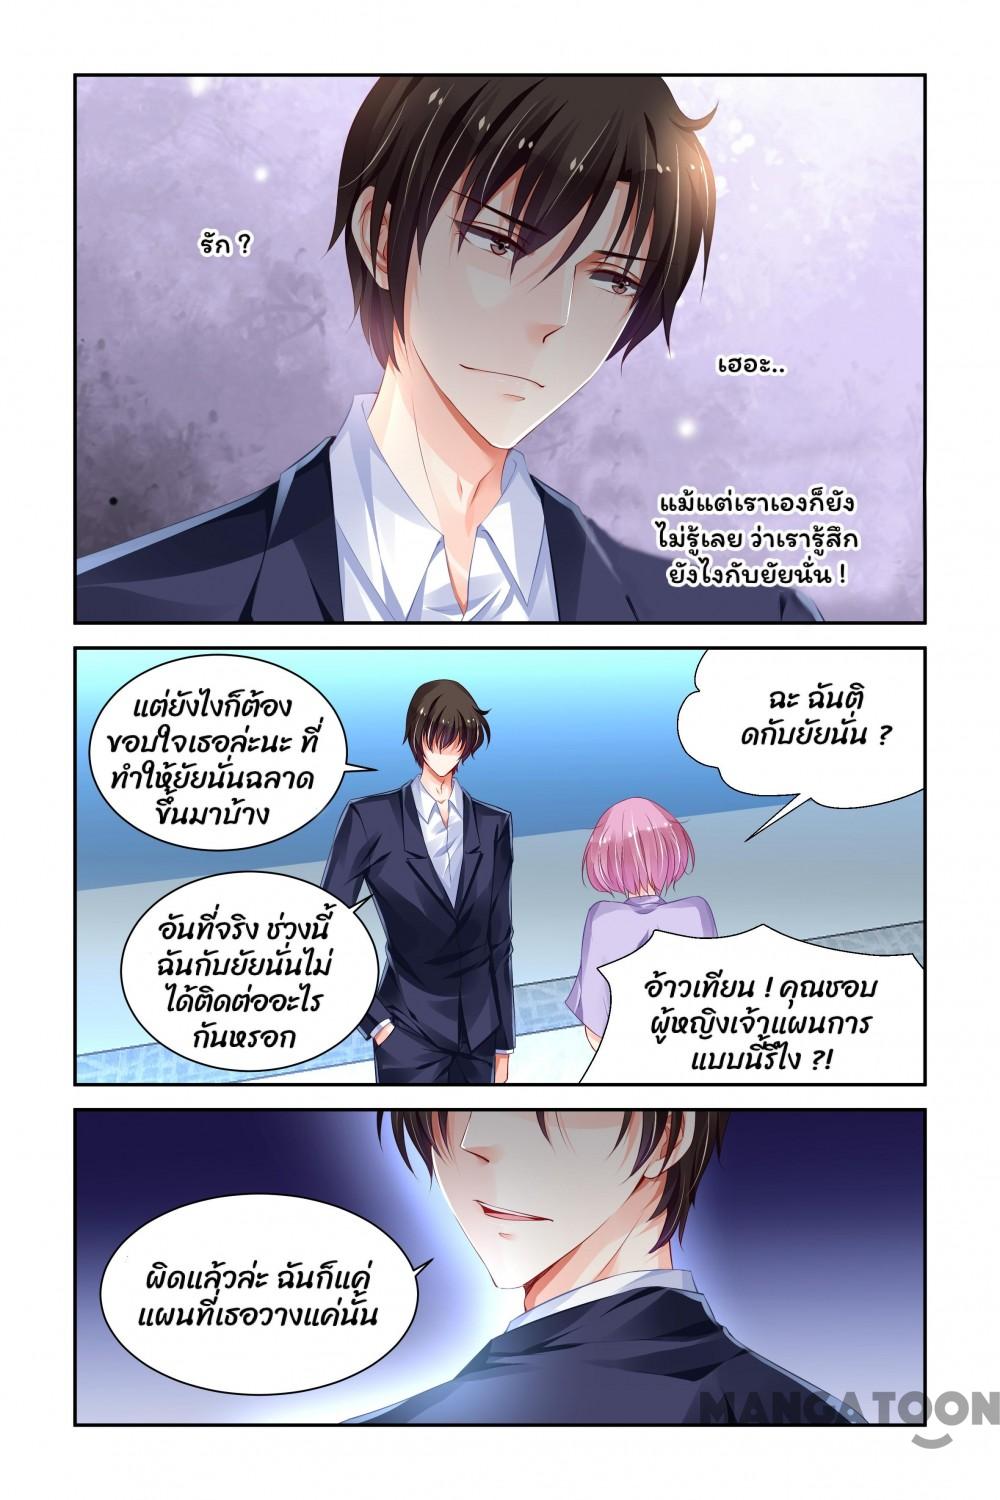 รัก ?
เฮอะ..
แม้แต่เราเองก็ยัง
ไม่รู้เลย ว่าเรารู้สึก
ยังไงกับยัยนั่น !
แต่ยังไงก็ต้อง
ขอบใจเธอล่ะนะ ที่
ทำให้ยัยนั่นฉลาด
ขึ้นมาบ้าง
ฉะ ฉันติ
ดกับยัยนั่น ?
อันที่จริง ช่วงนี้
ฉันกับยัยนั่นไม่
ได้ติดต่ออะไร
กันหรอก
อ้าวเทียน ! คุณชอบ
ผู้หญิงเจ้าแผนการ
แบบนี้รึไง ?!
ผิดแล้วล่ะ ฉันก็แค่
แผนที่เธอวางแค่นั้น
MANGATOON